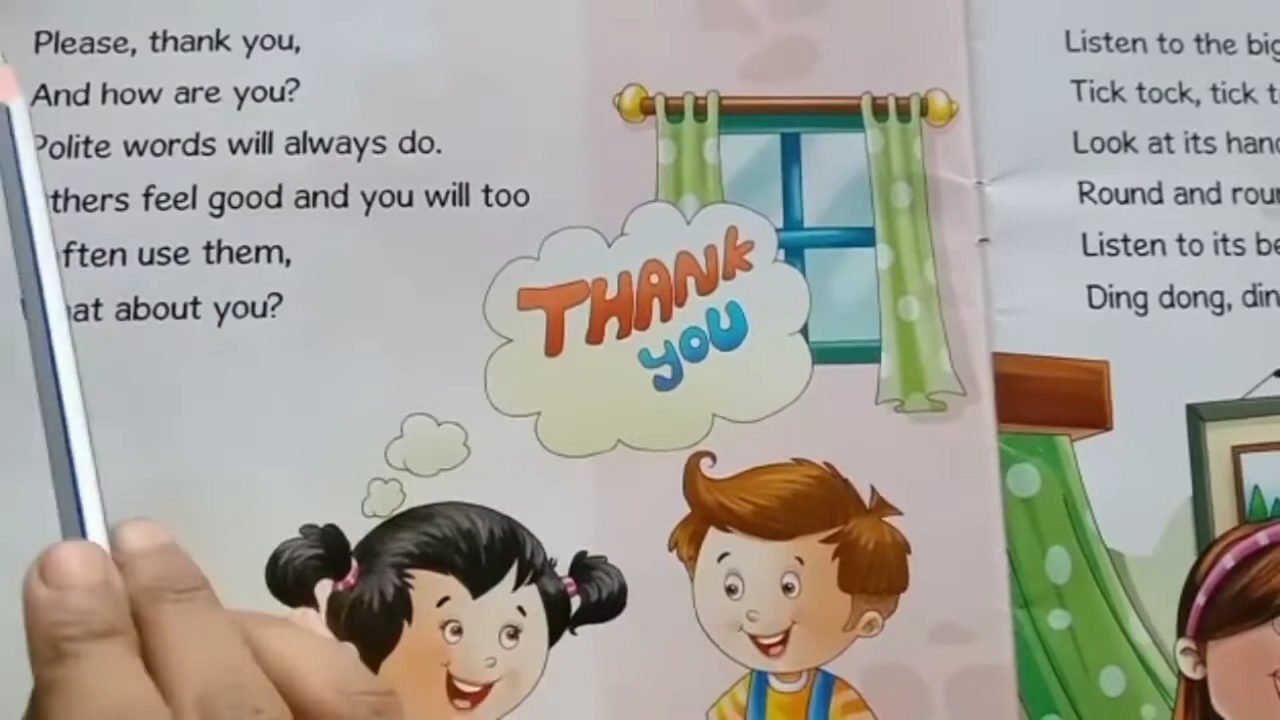 Please, thank you,
And how are you?
Polite words will always do.
thers feel good and you will too
ften use them,
at about you?
THANK
you
Listen to the big
Tick tock, tick t
Look at its hand
Round and rou
Listen to its be
Ding dong, din